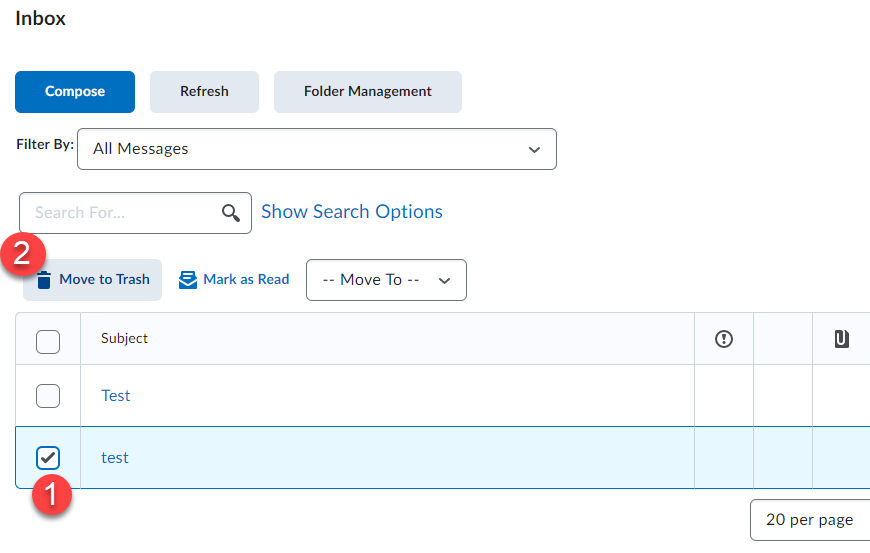 Inbox
Compose Refresh Folder Management
Filter By: All Messages
Search For... Show Search Options
2
Move to Trash Mark as Read -- Move To --
Subject
Test
test
1
20 per page